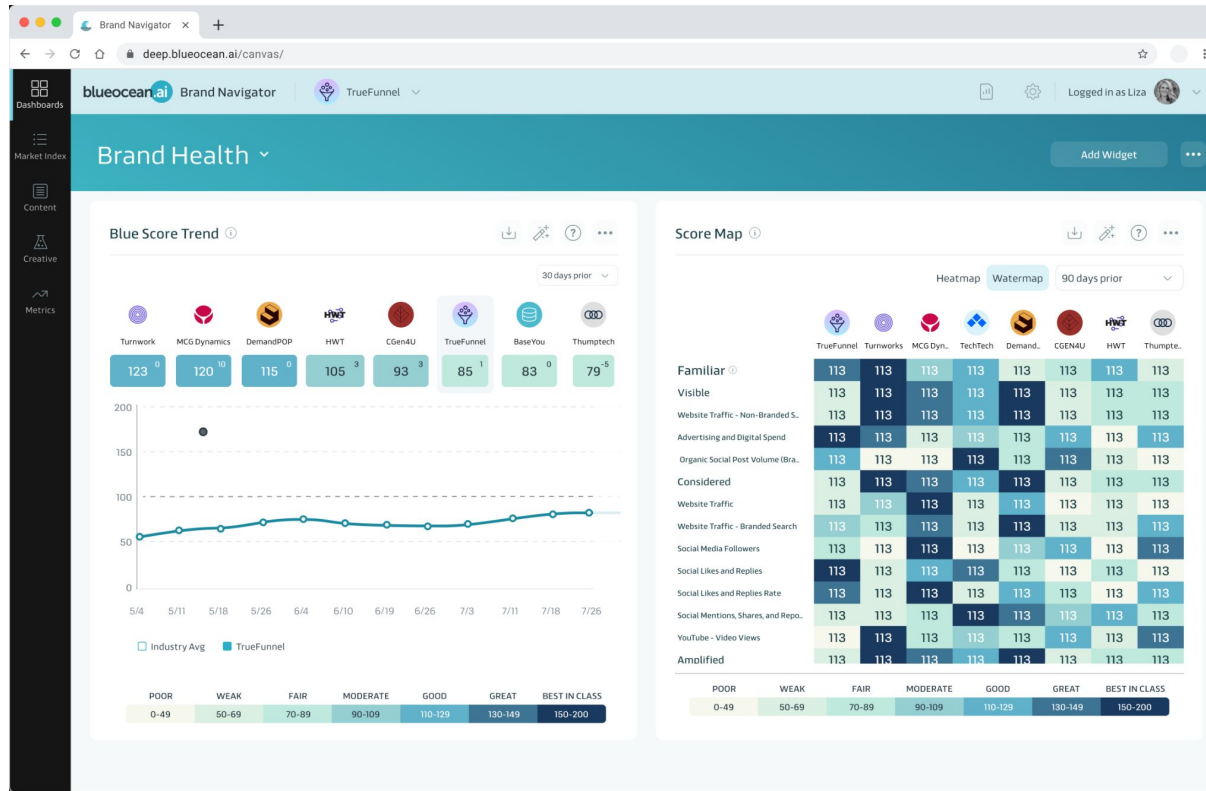 Brand Navigator
deep.blueocean.ai/canvas/
Dashboards
Market Index
Content
Creative
Metrics
blueocean.ai Brand Navigator TrueFunnel Logged in as Liza
Brand Health Add Widget
Blue Score Trend
30 days prior
HWT
Turnwork MCG Dynamics DemandPOP HWT CGen4U TrueFunnel BaseYou Thumptech
123 0 120 10 115 0 105 3 93 3 85 1 83 0 79 -5
200
150
100
50
0
5/4 5/11 5/18 5/26 6/4 6/10 6/19 6/26 7/3 7/11 7/18 7/26
Industry Avg TrueFunnel
POOR WEAK FAIR MODERATE GOOD GREAT BEST IN CLASS
0-49 50-69 70-89 90-109 110-129 130-149 150-200
Score Map
Heatmap Watermap 90 days prior
HWT
TrueFunnel Turnworks MCG Dyn.. TechTech Demand.. CGEN4U HWT Thumpte..
Familiar 113 113 113 113 113 113 113 113
Visible 113 113 113 113 113 113 113 113
Website Traffic - Non-Branded S.. 113 113 113 113 113 113 113 113
Advertising and Digital Spend 113 113 113 113 113 113 113 113
Organic Social Post Volume (Bra.. 113 113 113 113 113 113 113 113
Considered 113 113 113 113 113 113 113 113
Website Traffic 113 113 113 113 113 113 113 113
Website Traffic - Branded Search 113 113 113 113 113 113 113 113
Social Media Followers 113 113 113 113 113 113 113 113
Social Likes and Replies 113 113 113 113 113 113 113 113
Social Likes and Replies Rate 113 113 113 113 113 113 113 113
Social Mentions, Shares, and Repo.. 113 113 113 113 113 113 113 113
YouTube - Video Views 113 113 113 113 113 113 113 113
Amplified 113 113 113 113 113 113 113 113
POOR WEAK FAIR MODERATE GOOD GREAT BEST IN CLASS
0-49 50-69 70-89 90-109 110-129 130-149 150-200